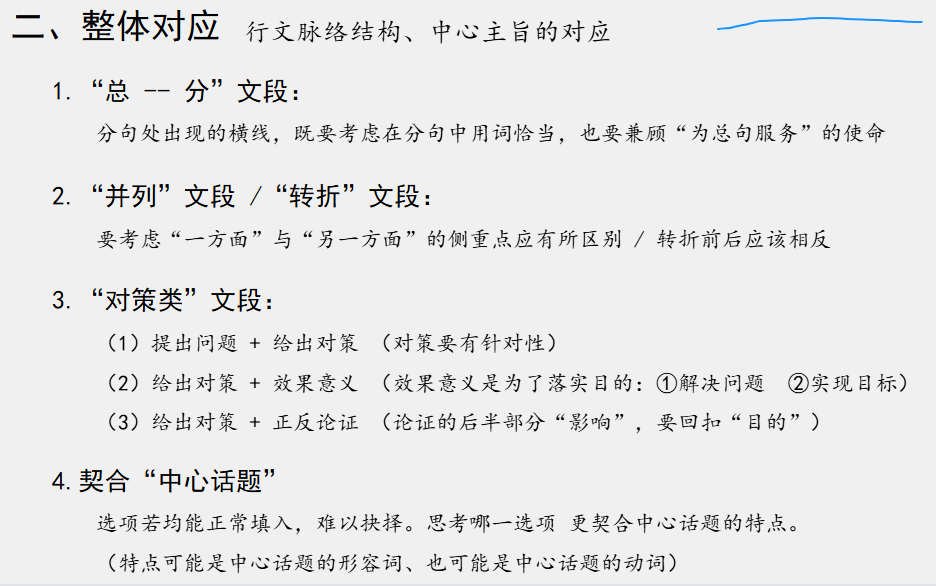 二、整体对应 行文脉络结构、中心主旨的对应
1. “总 -- 分”文段：
分句处出现的横线，既要考虑在分句中用词恰当，也要兼顾“为总句服务”的使命
2. “并列”文段 /“转折”文段：
要考虑“一方面”与“另一方面”的侧重点应有所区别 / 转折前后应该相反
3. “对策类”文段：
（1）提出问题 + 给出对策 （对策要有针对性）
（2）给出对策 + 效果意义 （效果意义是为了落实目的：①解决问题 ②实现目标）
（3）给出对策 + 正反论证 （论证的后半部分“影响”，要回扣“目的”）
4. 契合“中心话题”
选项若均能正常填入，难以抉择。思考哪一选项 更契合中心话题的特点。
（特点可能是中心话题的形容词、也可能是中心话题的动词）